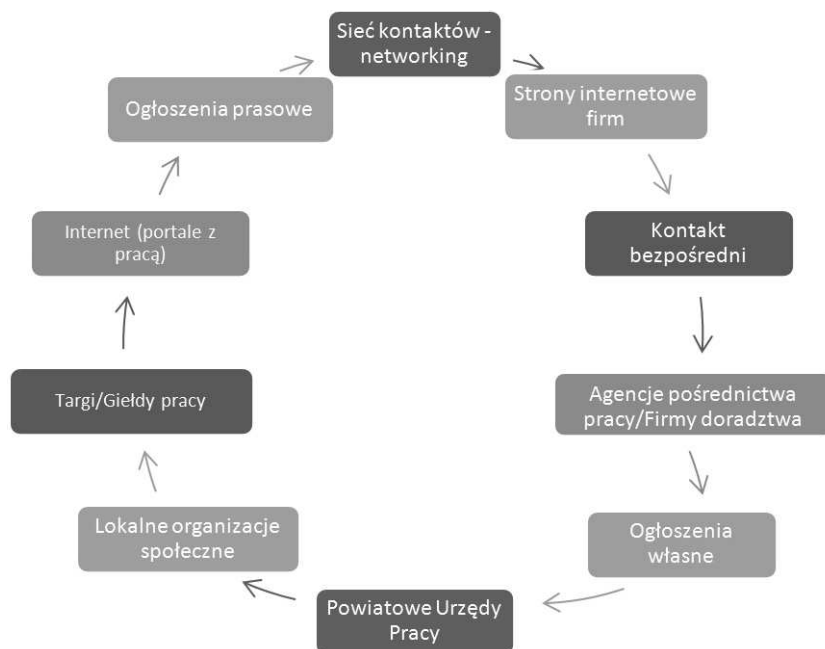 Sieć kontaktów -
networking
Strony internetowe
firm
Kontakt
bezpośredni
Agencje pośrednictwa
pracy/Firmy doradztwa
Ogłoszenia
własne
Powiatowe Urzędy
Pracy
Lokalne organizacje
społeczne
Targi/Giełdy pracy
Internet (portale z
pracą)
Ogłoszenia prasowe